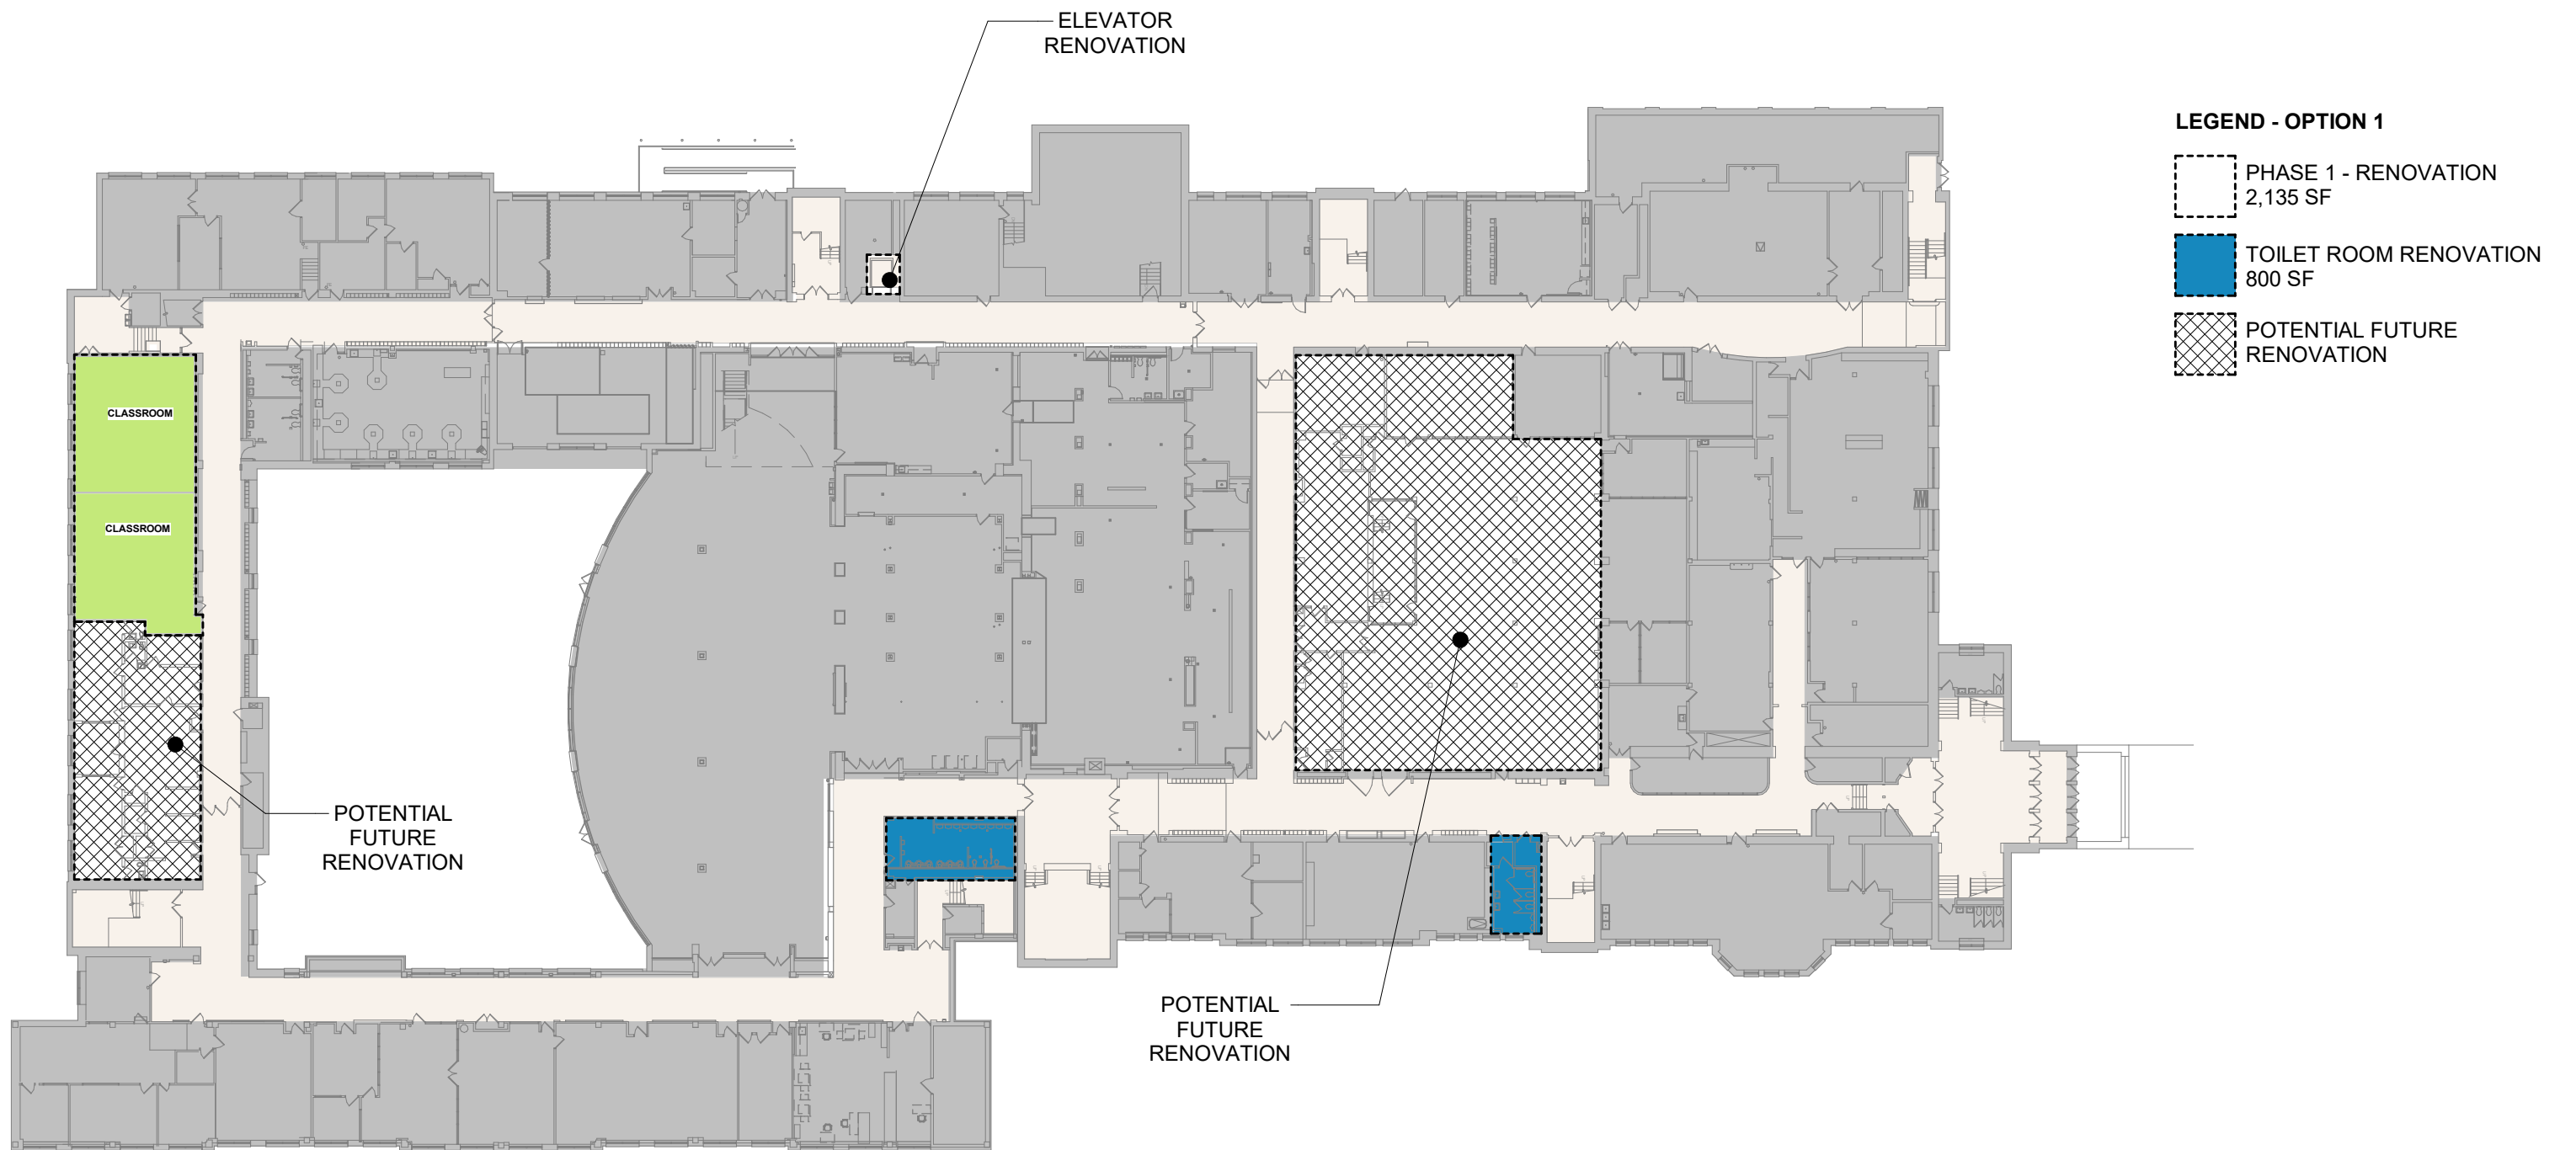 ELEVATOR
RENOVATION
LEGEND - OPTION 1
PHASE 1 - RENOVATION
2,135 SF
TOILET ROOM RENOVATION
800 SF
POTENTIAL FUTURE
RENOVATION
CLASSROOM
CLASSROOM
POTENTIAL
FUTURE
RENOVATION
POTENTIAL
FUTURE
RENOVATION